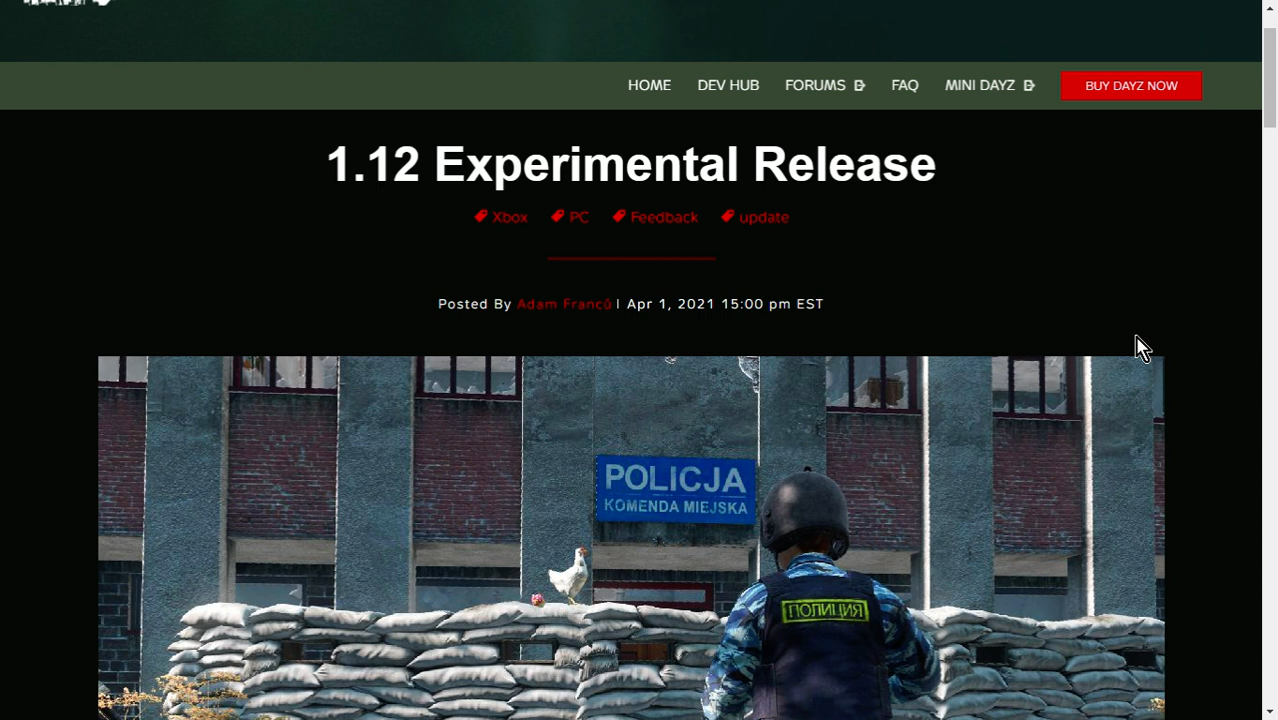 HOME DEV HUB FORUMS FAQ MINI DAYZ BUY DAYZ NOW
1.12 Experimental Release
Xbox PC Feedback update
Posted By Adam Franců | Apr 1, 2021 15:00 pm EST
POLICJA
KOMENDA MIEJSKA
ПОЛИЦИЯ